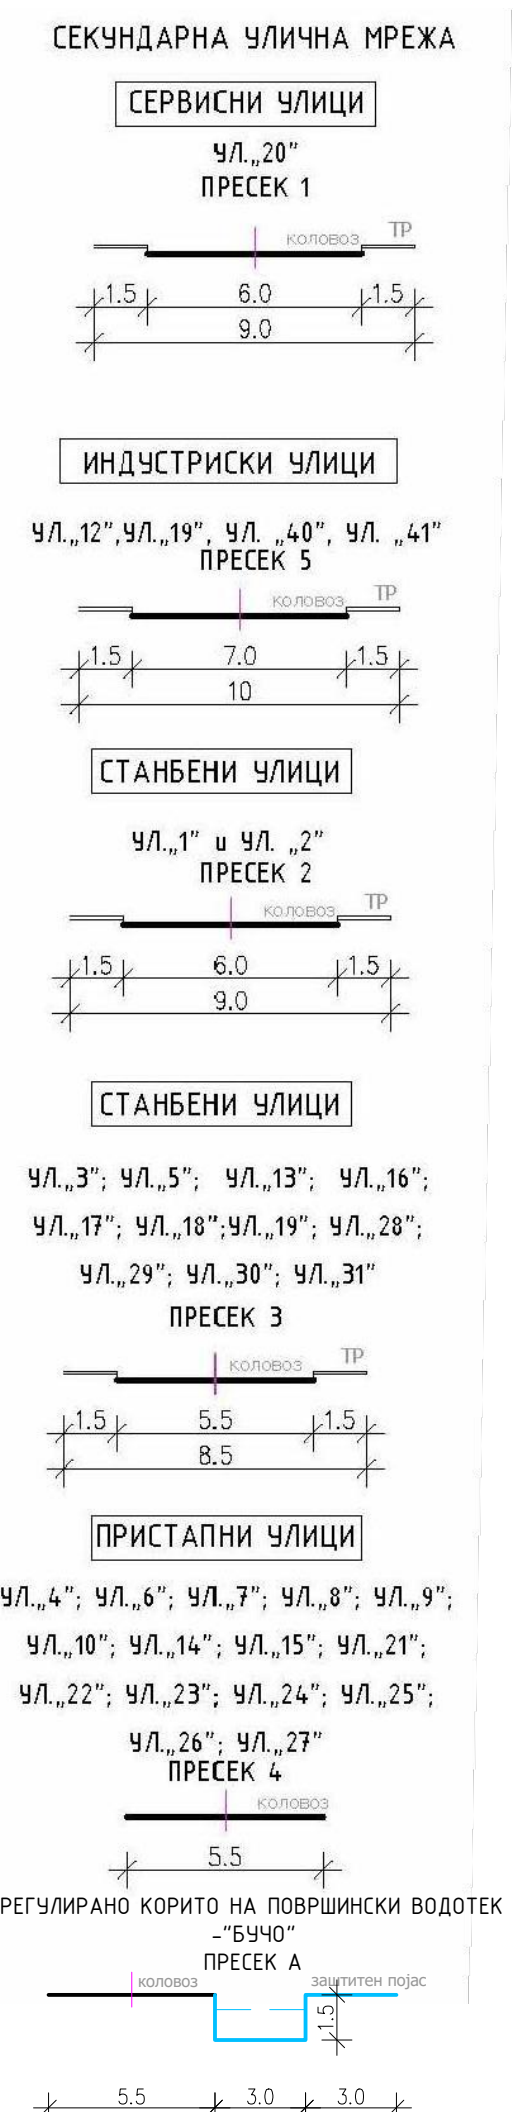 СЕКУНДАРНА УЛИЧНА МРЕЖА
СЕРВИСНИ УЛИЦИ
УЛ.„20”
ПРЕСЕК 1
КОЛОВОЗ ТР
1.5 6.0 1.5
9.0
ИНДУСТРИСКИ УЛИЦИ
УЛ.„12”,УЛ.„19”, УЛ. „40”, УЛ. „41”
ПРЕСЕК 5
КОЛОВОЗ ТР
1.5 7.0 1.5
10
СТАНБЕНИ УЛИЦИ
УЛ.„1” и УЛ. „2”
ПРЕСЕК 2
КОЛОВОЗ ТР
1.5 6.0 1.5
9.0
СТАНБЕНИ УЛИЦИ
УЛ.„3”; УЛ.„5”; УЛ.„13”; УЛ.„16”;
УЛ.„17”; УЛ.„18”;УЛ.„19”; УЛ.„28”;
УЛ.„29”; УЛ.„30”; УЛ.„31”
ПРЕСЕК 3
КОЛОВОЗ ТР
1.5 5.5 1.5
8.5
ПРИСТАПНИ УЛИЦИ
УЛ.„4”; УЛ.„6”; УЛ.„7”; УЛ.„8”; УЛ.„9”;
УЛ.„10”; УЛ.„14”; УЛ.„15”; УЛ.„21”;
УЛ.„22”; УЛ.„23”; УЛ.„24”; УЛ.„25”;
УЛ.„26”; УЛ.„27”
ПРЕСЕК 4
КОЛОВОЗ
5.5
РЕГУЛИРАНО КОРИТО НА ПОВРШИНСКИ ВОДОТЕК
-"БУЧО"
ПРЕСЕК А
коловоз заштитен појас
1.5
5.5 3.0 3.0